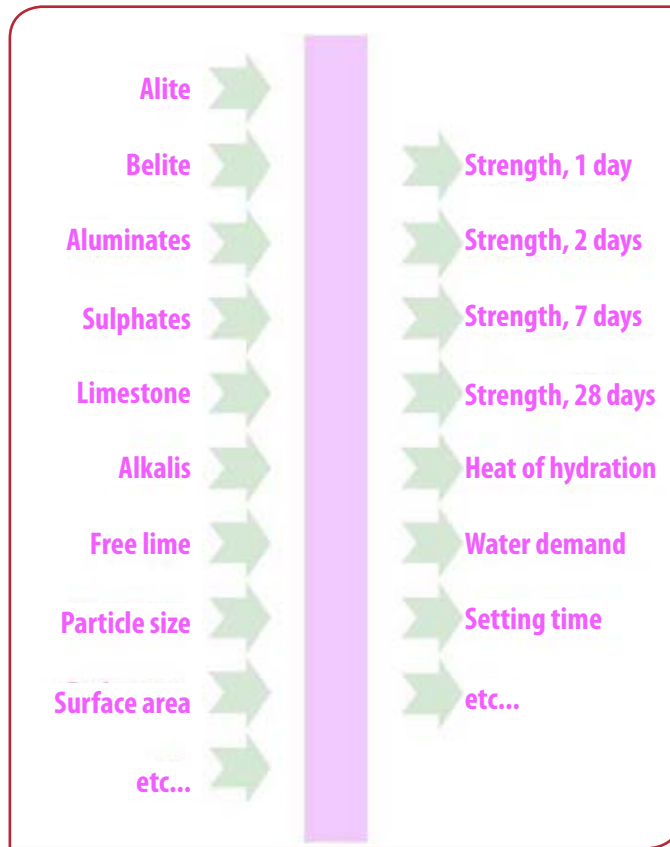 Alite
Belite
Aluminates
Sulphates
Limestone
Alkalis
Free lime
Particle size
Surface area
etc...
Strength, 1 day
Strength, 2 days
Strength, 7 days
Strength, 28 days
Heat of hydration
Water demand
Setting time
etc...